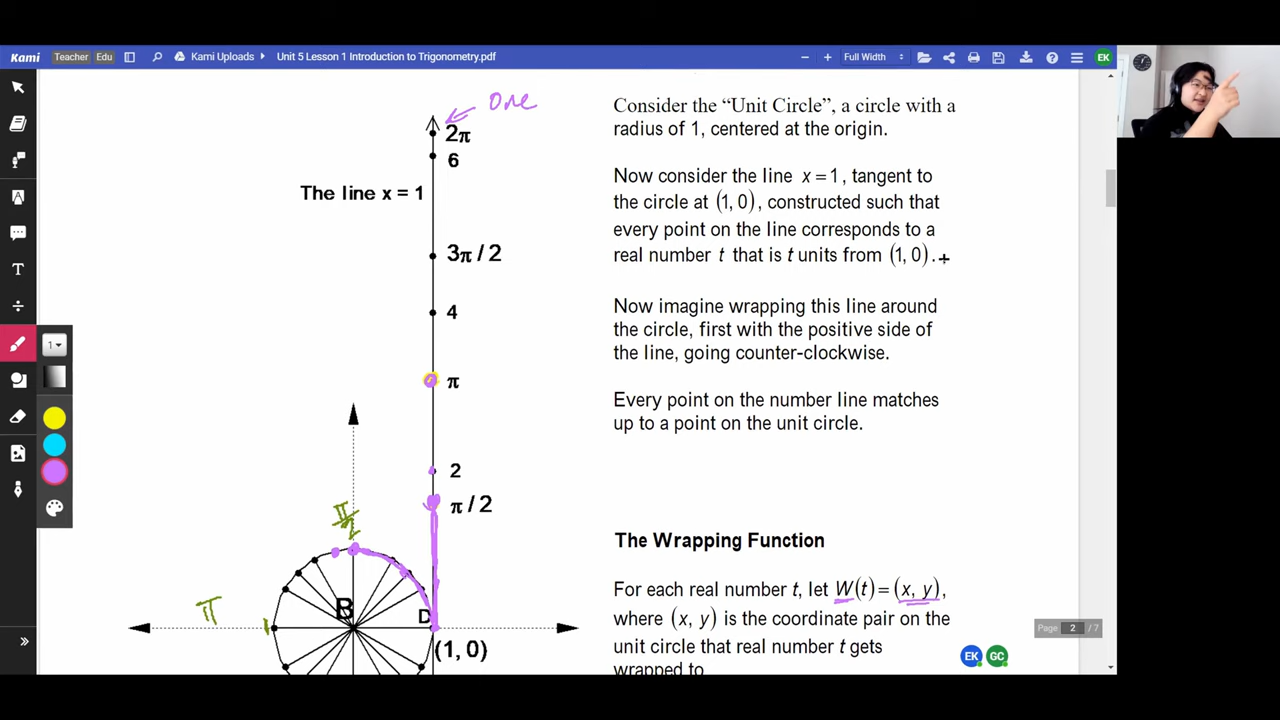 Kami Teacher Edu Kami Uploads Unit 5 Lesson 1 Introduction to Trigonometry.pdf Full Width EK
One
2π
6
The line x = 1
3π / 2
4
π
2
π / 2
π/2
π
B
D
(1, 0)
Consider the “Unit Circle”, a circle with a
radius of 1, centered at the origin.
Now consider the line x = 1, tangent to
the circle at (1, 0), constructed such that
every point on the line corresponds to a
real number t that is t units from (1, 0).
Now imagine wrapping this line around
the circle, first with the positive side of
the line, going counter-clockwise.
Every point on the number line matches
up to a point on the unit circle.
The Wrapping Function
For each real number t, let W(t) = (x, y),
where (x, y) is the coordinate pair on the
unit circle that real number t gets
wrapped to.
Page 2 / 7
EK GC
T
1